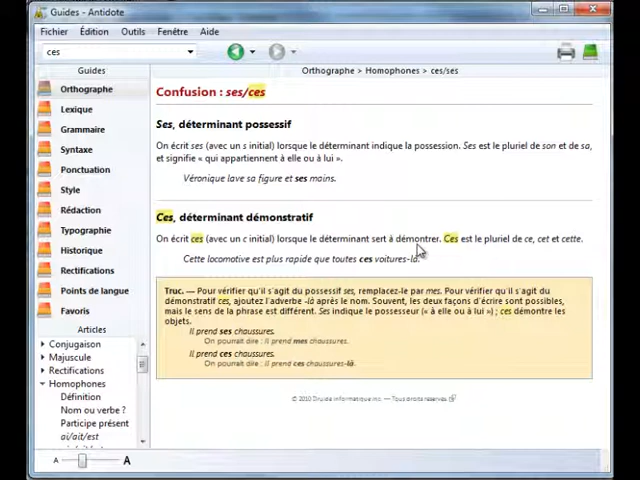 Guides - Antidote
Fichier Édition Outils Fenêtre Aide
ces
Guides
Orthographe > Homophones > ces/ses
Orthographe
Lexique
Grammaire
Syntaxe
Ponctuation
Style
Rédaction
Typographie
Historique
Rectifications
Points de langue
Favoris
Articles
Conjugaison
Majuscule
Rectifications
Homophones
Définition
Nom ou verbe ?
Participe présent
ai/ait/est
A A
Confusion : ses/ces
Ses, déterminant possessif
On écrit ses (avec un s initial) lorsque le déterminant indique la possession. Ses est le pluriel de son et de sa,
et signifie « qui appartiennent à elle ou à lui ».
Véronique lave sa figure et ses mains.
Ces, déterminant démonstratif
On écrit ces (avec un c initial) lorsque le déterminant sert à démontrer. Ces est le pluriel de ce, cet et cette.
Cette locomotive est plus rapide que toutes ces voitures-là.
Truc. — Pour vérifier qu'il s'agit du possessif ses, remplacez-le par mes. Pour vérifier qu'il s'agit du
démonstratif ces, ajoutez l'adverbe -là après le nom. Souvent, les deux façons d'écrire sont possibles,
mais le sens de la phrase est différent. Ses indique le possesseur (« à elle ou à lui ») ; ces démontre les
objets.
Il prend ses chaussures.
On pourrait dire : Il prend mes chaussures.
Il prend ces chaussures.
On pourrait dire : Il prend ces chaussures-là.
© 2010 Druide informatique inc. — Tous droits réservés